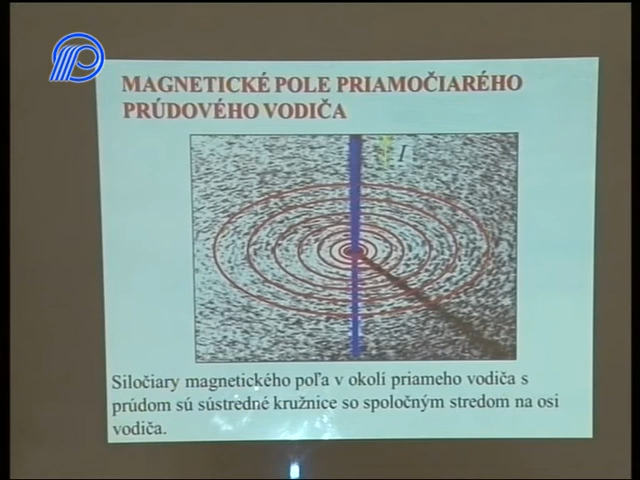 MAGNETICKÉ POLE PRIAMOČIARÉHO
PRÚDOVÉHO VODIČA
I
Siločiary magnetického poľa v okolí priameho vodiča s
prúdom sú sústredné kružnice so spoločným stredom na osi
vodiča.